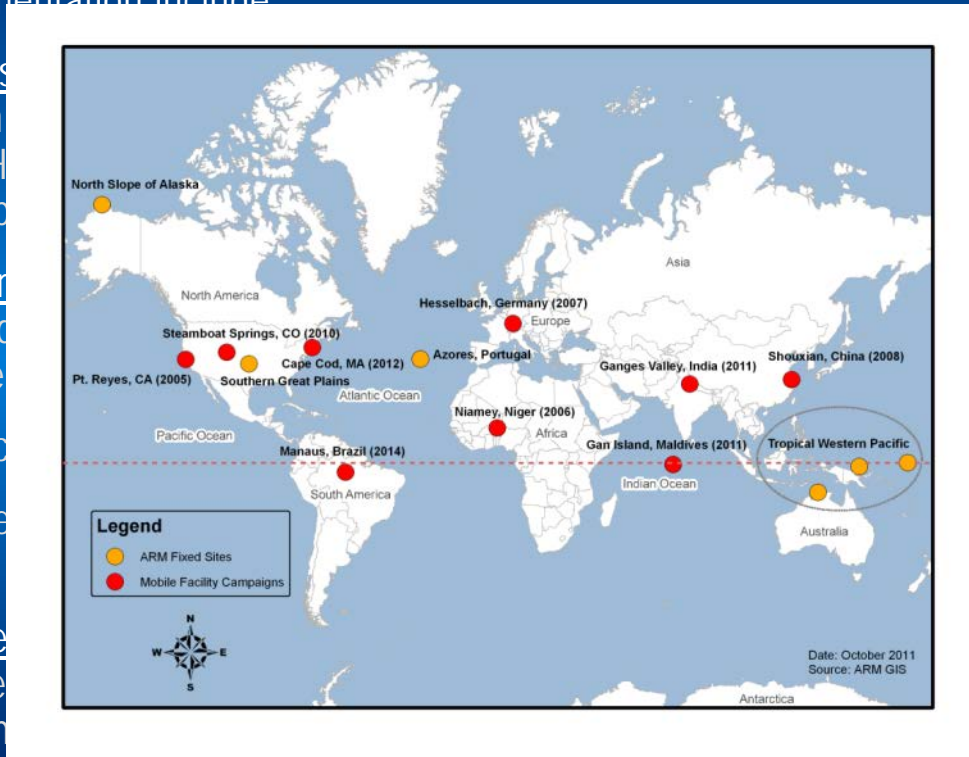 North Slope of Alaska
Asia
North America
Hesselbach, Germany (2007)
Europe
Steamboat Springs, CO (2010)
Cape Cod, MA (2012)
Azores, Portugal
Ganges Valley, India (2011)
Shouxian, China (2008)
Pt. Reyes, CA (2005)
Southern Great Plains
Atlantic Ocean
Niamey, Niger (2006)
Africa
Pacific Ocean
Manaus, Brazil (2014)
Gan Island, Maldives (2011)
Tropical Western Pacific
Indian Ocean
South America
Legend
ARM Fixed Sites
Mobile Facility Campaigns
Australia
N
W
E
S
Date: October 2011
Source: ARM GIS
Antarctica